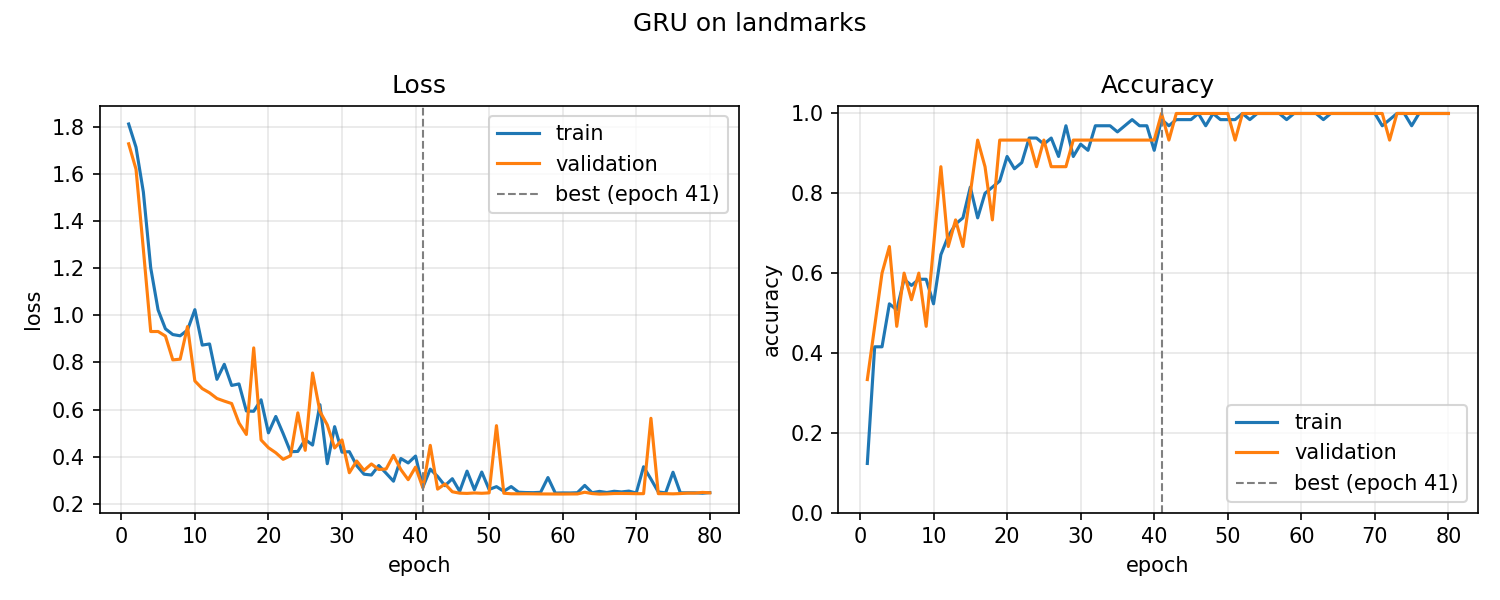 GRU on landmarks
Loss
1.8
1.6
1.4
1.2
1.0
0.8
0.6
0.4
0.2
loss
0 10 20 30 40 50 60 70 80
epoch
train
validation
best (epoch 41)
Accuracy
1.0
0.8
0.6
0.4
0.2
0.0
accuracy
0 10 20 30 40 50 60 70 80
epoch
train
validation
best (epoch 41)